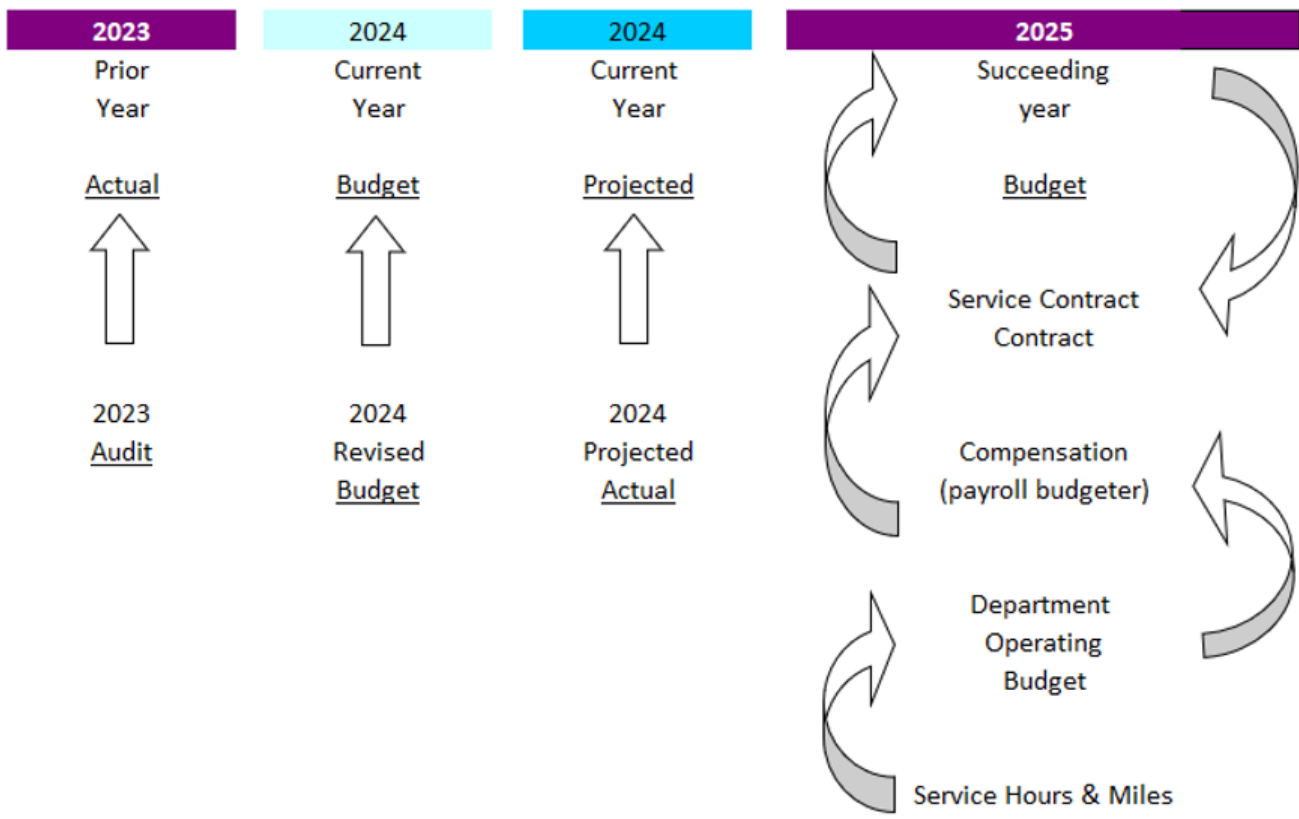 2023
Prior
Year
Actual
2023
Audit
2024
Current
Year
Budget
2024
Revised
Budget
2024
Current
Year
Projected
2024
Projected
Actual
2025
Succeeding
year
Budget
Service Contract
Contract
Compensation
(payroll budgeter)
Department
Operating
Budget
Service Hours & Miles